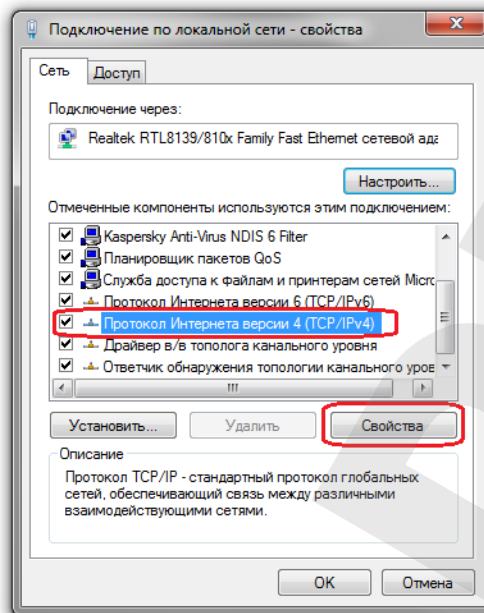 Подключение по локальной сети - свойства
Сеть
Доступ
Подключение через:
Realtek RTL8139/810x Family Fast Ethernet сетевой ада
Настроить...
Отмеченные компоненты используются этим подключением:
Kaspersky Anti-Virus NDIS 6 Filter
Планировщик пакетов QoS
Служба доступа к файлам и принтерам сетей Micrc
Протокол Интернета версии 6 (TCP/IPv6)
Протокол Интернета версии 4 (TCP/IPv4)
Драйвер в/в тополога канального уровня
Ответчик обнаружения топологии канального уров
Установить...
Удалить
Свойства
Описание
Протокол TCP/IP - стандартный протокол глобальных
сетей, обеспечивающий связь между различными
взаимодействующими сетями.
OK
Отмена